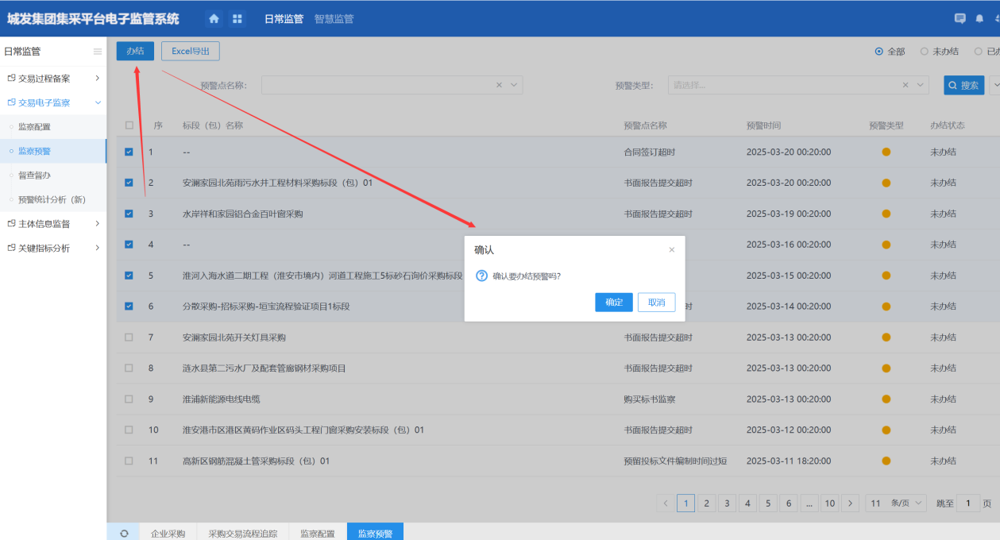 城发集团集采平台电子监管系统 日常监管 智慧监管
日常监管
办结 Excel导出 全部 未办结
交易过程备案
预警点名称: 预警类型: 请选择... 搜索
交易电子监察
监察配置
序 标段（包）名称 预警点名称 预警时间 预警类型 办结状态
监察预警
1 -- 合同签订超时 2025-03-20 00:20:00 未办结
督查督办
2 安澜家园北苑雨污水井工程材料采购标段（包）01 书面报告提交超时 2025-03-20 00:20:00 未办结
预警统计分析（新）
3 水岸祥和家园铝合金百叶窗采购 书面报告提交超时 2025-03-19 00:20:00 未办结
主体信息监督
4 -- 2025-03-16 00:20:00 未办结
关键指标分析
确认
5 淮河入海水道二期工程（淮安市境内）河道工程施工5标砂石询价采购标段 2025-03-15 00:20:00 未办结
确认要办结预警吗?
确定 取消
6 分散采购-招标采购-垣宝流程验证项目1标段 时 2025-03-14 00:20:00 未办结
7 安澜家园北苑开关灯具采购 书面报告提交超时 2025-03-13 00:20:00 未办结
8 涟水县第二污水厂及配套管廊钢材采购项目 书面报告提交超时 2025-03-13 00:20:00 未办结
9 淮浦新能源电线电缆 购买标书监察 2025-03-13 00:20:00 未办结
10 淮安港市区港区黄码作业区码头工程门窗采购安装标段（包）01 书面报告提交超时 2025-03-12 00:20:00 未办结
11 高新区钢筋混凝土管采购标段（包）01 预留投标文件编制时间过短 2025-03-11 18:20:00 未办结
1 2 3 4 5 6 ... 10 11 条/页 跳至 1 页
企业采购 采购交易流程追踪 监察配置 监察预警